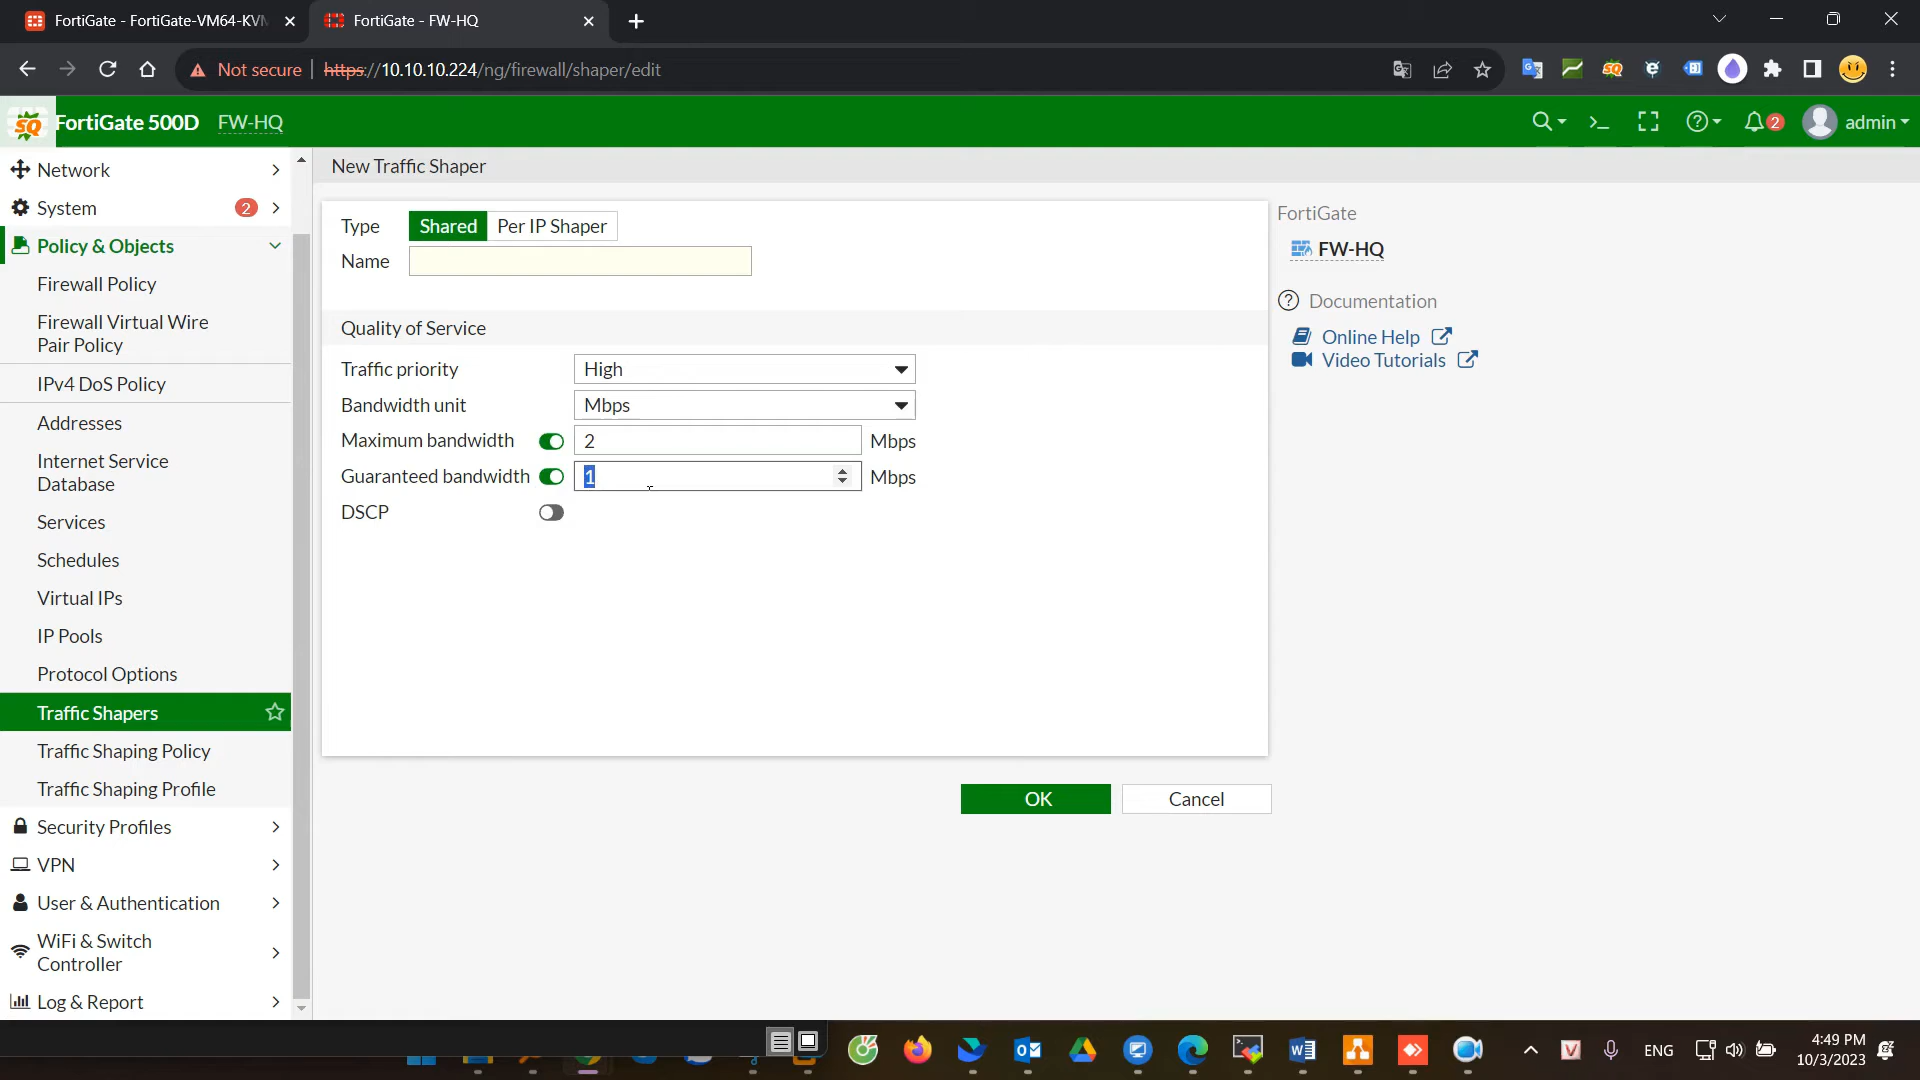 FortiGate - FortiGate-VM64-KVM
FortiGate - FW-HQ
Not secure
https://10.10.10.224/ng/firewall/shaper/edit
SQ
FortiGate 500D
FW-HQ
2
admin
Network
System
2
Policy & Objects
Firewall Policy
Firewall Virtual Wire
Pair Policy
IPv4 DoS Policy
Addresses
Internet Service
Database
Services
Schedules
Virtual IPs
IP Pools
Protocol Options
Traffic Shapers
Traffic Shaping Policy
Traffic Shaping Profile
Security Profiles
VPN
User & Authentication
WiFi & Switch
Controller
Log & Report
New Traffic Shaper
Type
Shared
Per IP Shaper
Name
Quality of Service
Traffic priority
High
Bandwidth unit
Mbps
Maximum bandwidth
2
Mbps
Guaranteed bandwidth
1
Mbps
DSCP
OK
Cancel
FortiGate
FW-HQ
Documentation
Online Help
Video Tutorials
ENG
4:49 PM
10/3/2023